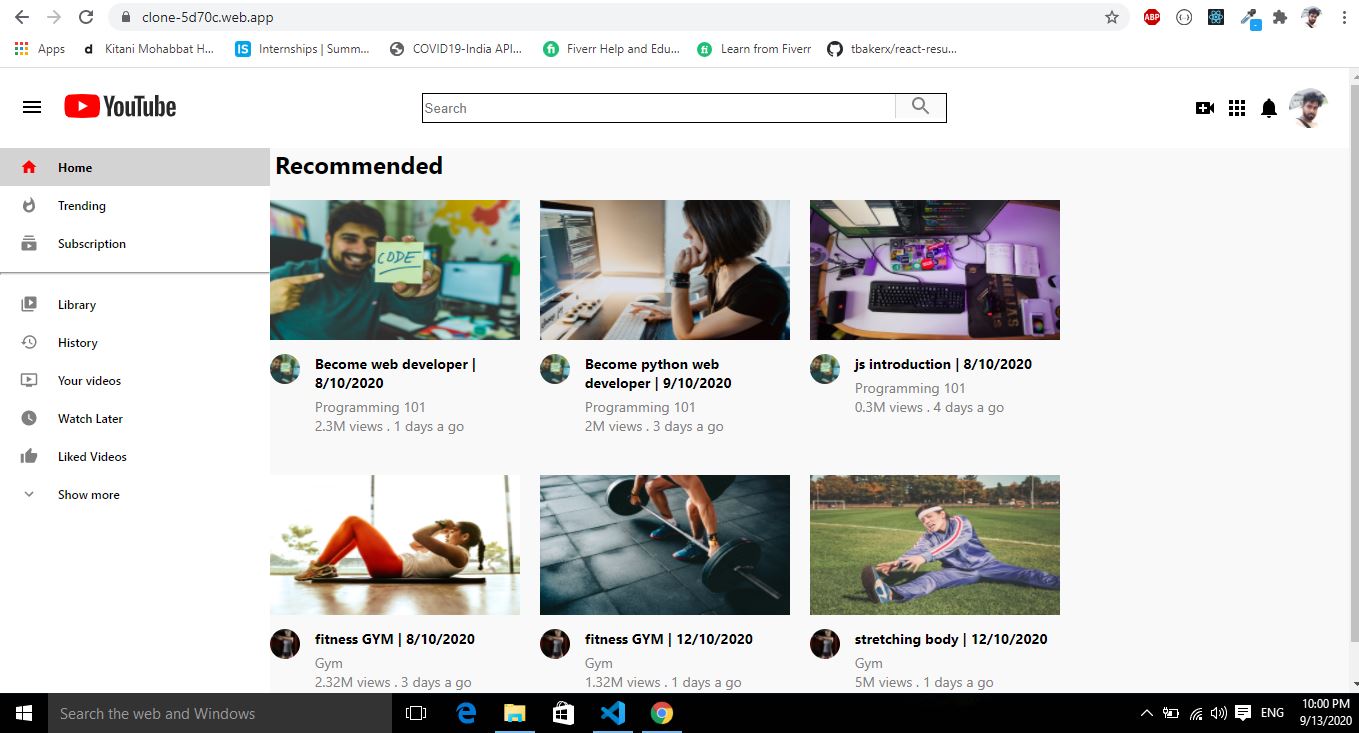 clone-5d70c.web.app
ABP
Apps
d Kitani Mohabbat H...
IS Internships | Summ...
COVID19-India API...
fi Fiverr Help and Edu...
fi Learn from Fiverr
tbakerx/react-resu...
YouTube
Search
Home
Trending
Subscription
Library
History
Your videos
Watch Later
Liked Videos
Show more
Recommended
CODE
Become web developer |
8/10/2020
Programming 101
2.3M views . 1 days a go
Become python web
developer | 9/10/2020
Programming 101
2M views . 3 days a go
js introduction | 8/10/2020
Programming 101
0.3M views . 4 days a go
fitness GYM | 8/10/2020
Gym
2.32M views . 3 days a go
fitness GYM | 12/10/2020
Gym
1.32M views . 1 days a go
stretching body | 12/10/2020
Gym
5M views . 1 days a go
Search the web and Windows
ENG
10:00 PM
9/13/2020